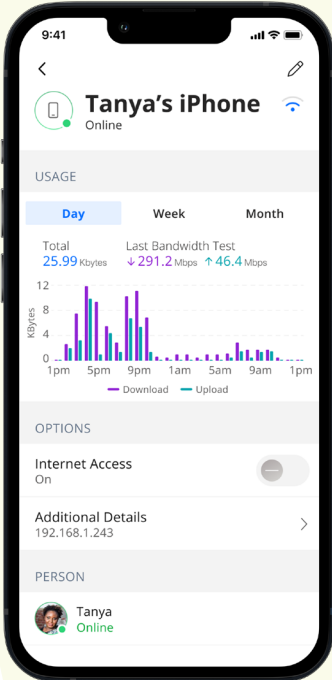 9:41
Tanya's iPhone
Online
USAGE
Day Week Month
Total Last Bandwidth Test
25.99 Kbytes ↓291.2 Mbps ↑46.4 Mbps
KBytes
12
8
4
0
1pm 5pm 9pm 1am 5am 9am 1pm
Download Upload
OPTIONS
Internet Access
On
Additional Details
192.168.1.243
PERSON
Tanya
Online